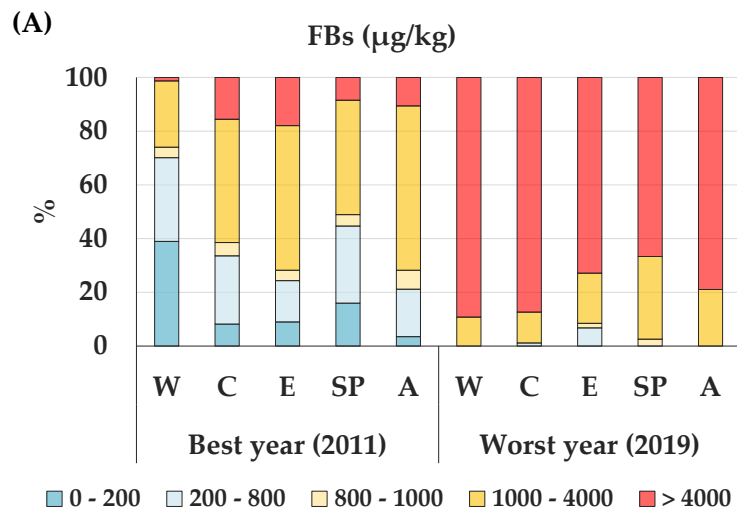 (A)
FBs (µg/kg)
100
80
60
40
20
0
%
W C E SP A W C E SP A
Best year (2011) Worst year (2019)
0 - 200 200 - 800 800 - 1000 1000 - 4000 > 4000